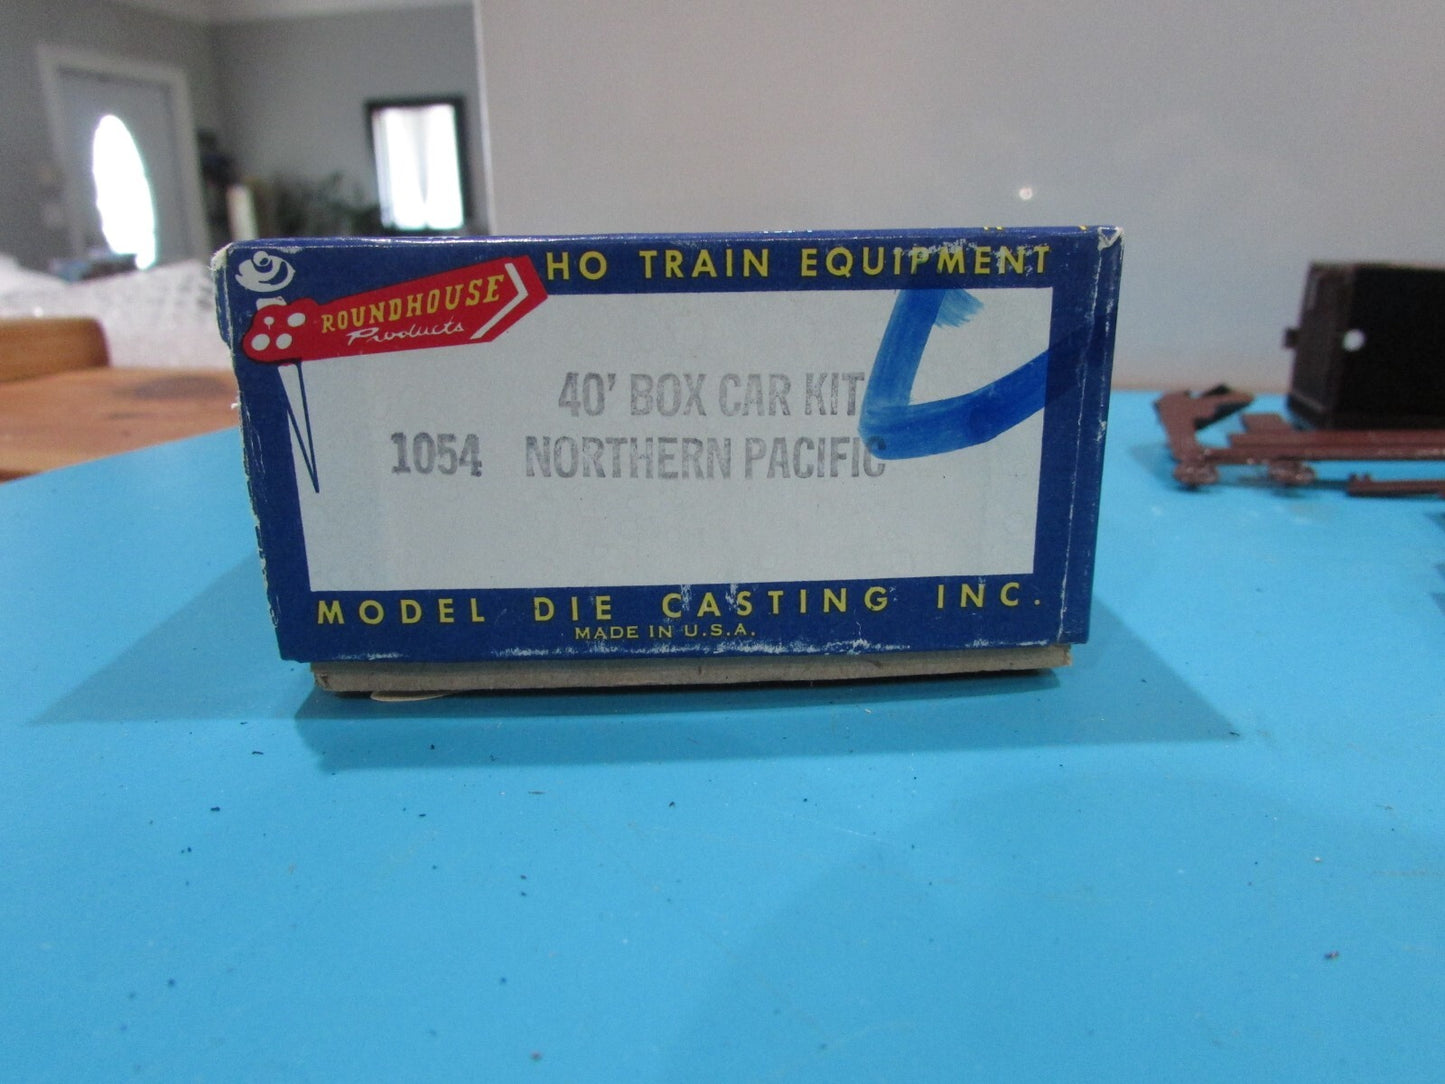 HO TRAIN EQUIPMENT
ROUNDHOUSE
Products
40' BOX CAR KIT
1054 NORTHERN PACIFIC
MODEL DIE CASTING INC.
MADE IN U.S.A.